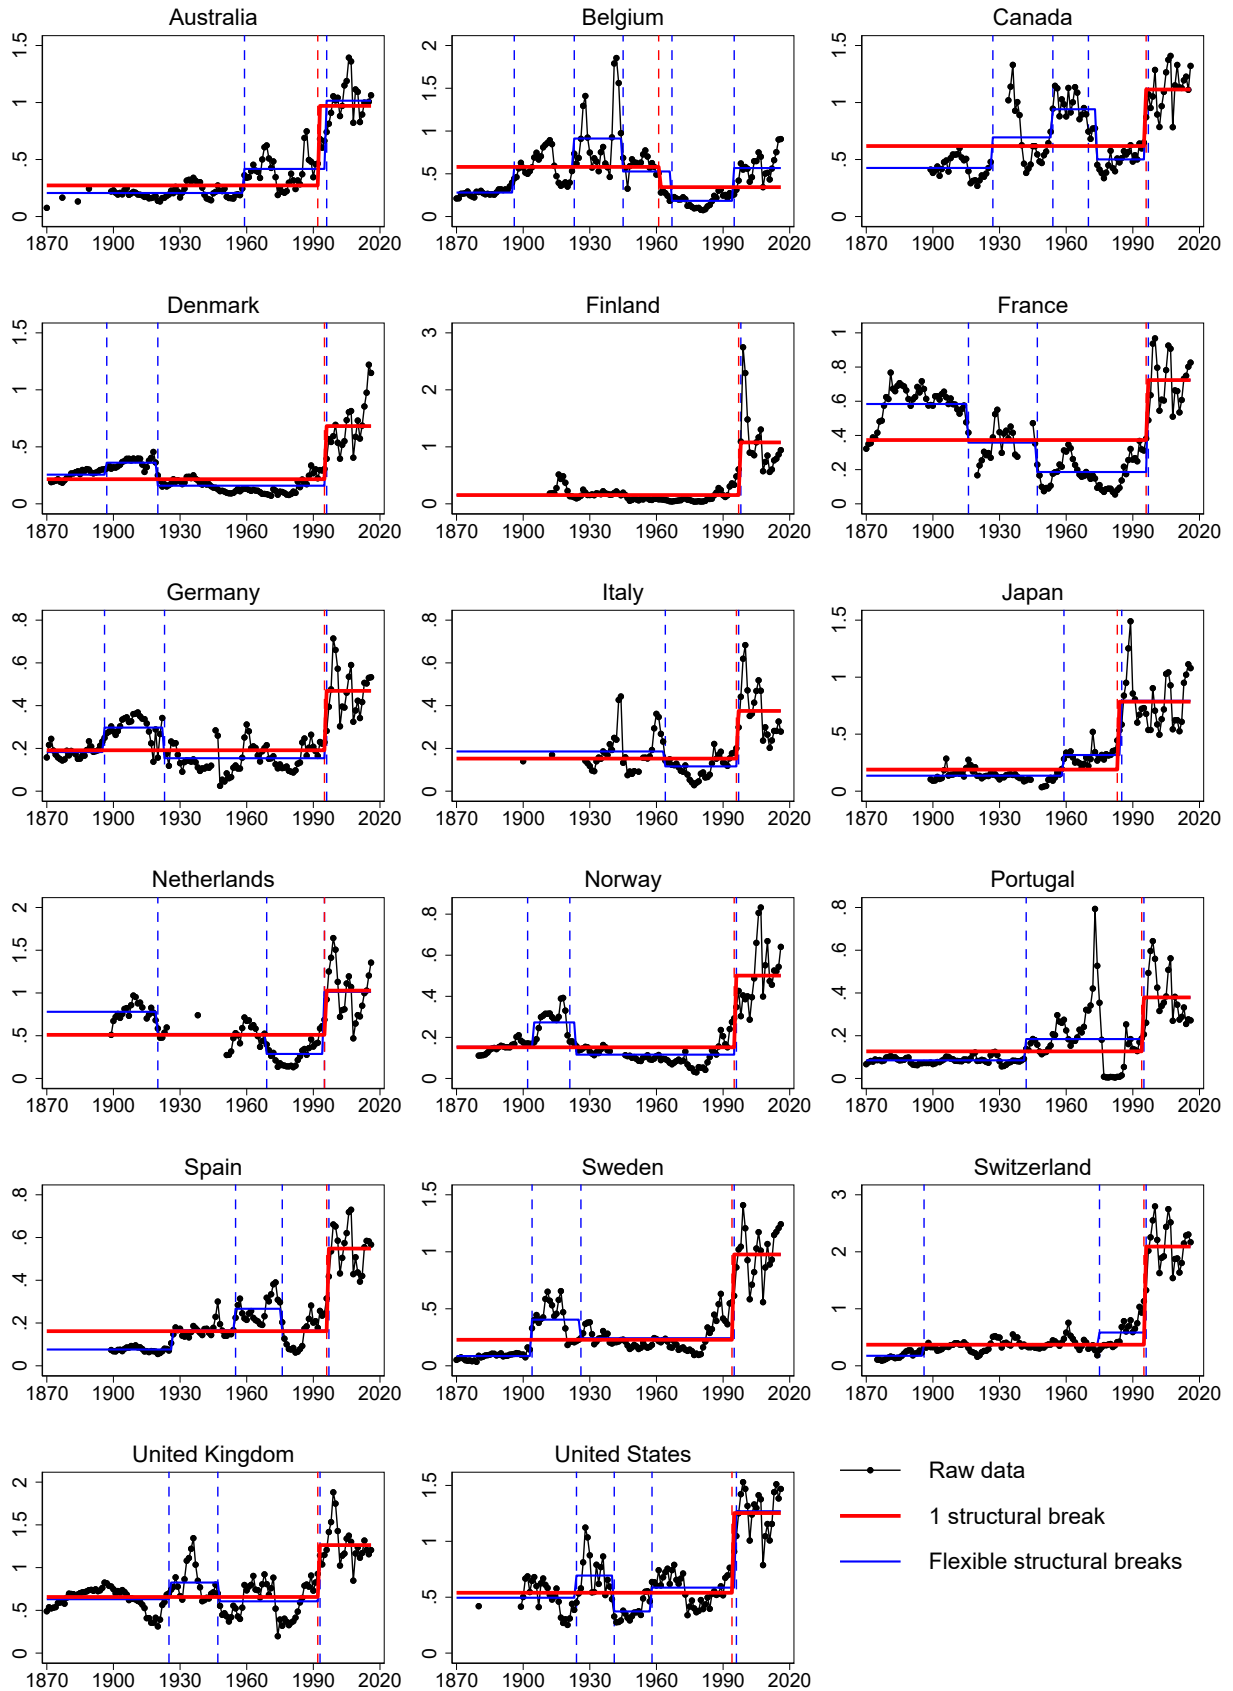 Australia
Belgium
Canada
0 .5 1 1.5
0 .5 1 1.5 2
0 .5 1 1.5
1870 1900 1930 1960 1990 2020
1870 1900 1930 1960 1990 2020
1870 1900 1930 1960 1990 2020
Denmark
Finland
France
0 .5 1 1.5
0 1 2 3
0 .2 .4 .6 .8 1
1870 1900 1930 1960 1990 2020
1870 1900 1930 1960 1990 2020
1870 1900 1930 1960 1990 2020
Germany
Italy
Japan
0 .2 .4 .6 .8
0 .2 .4 .6 .8
0 .5 1 1.5
1870 1900 1930 1960 1990 2020
1870 1900 1930 1960 1990 2020
1870 1900 1930 1960 1990 2020
Netherlands
Norway
Portugal
0 .5 1 1.5 2
0 .2 .4 .6 .8
0 .2 .4 .6 .8
1870 1900 1930 1960 1990 2020
1870 1900 1930 1960 1990 2020
1870 1900 1930 1960 1990 2020
Spain
Sweden
Switzerland
0 .2 .4 .6 .8
0 .5 1 1.5
0 1 2 3
1870 1900 1930 1960 1990 2020
1870 1900 1930 1960 1990 2020
1870 1900 1930 1960 1990 2020
United Kingdom
United States
0 .5 1 1.5 2
0 .5 1 1.5
1870 1900 1930 1960 1990 2020
1870 1900 1930 1960 1990 2020
Raw data
1 structural break
Flexible structural breaks